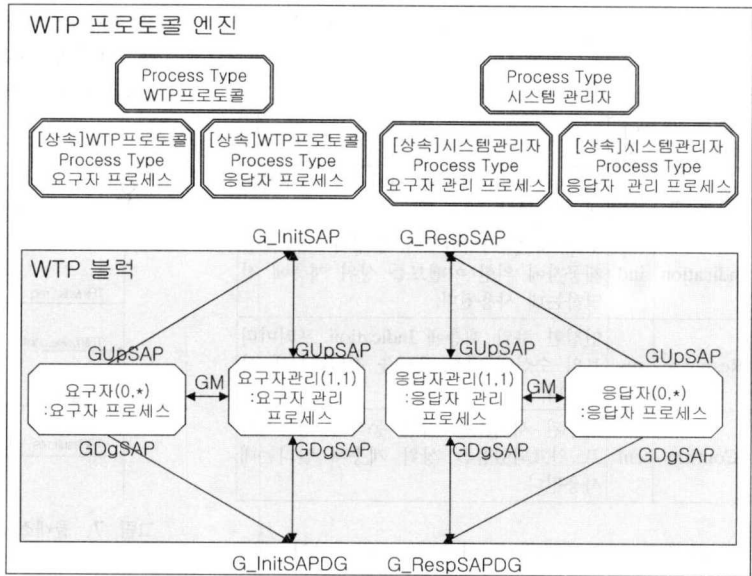 WTP 프로토콜 엔진
Process Type
WTP프로토콜
Process Type
시스템 관리자
[상속]WTP프로토콜
Process Type
요구자 프로세스
[상속]WTP프로토콜
Process Type
응답자 프로세스
[상속]시스템관리자
Process Type
요구자 관리 프로세스
[상속]시스템관리자
Process Type
응답자 관리 프로세스
G_InitSAP
G_RespSAP
WTP 블럭
GUpSAP
GUpSAP
GUpSAP
GUpSAP
요구자(0,*)
:요구자 프로세스
GM
요구자관리(1,1)
:요구자 관리
프로세스
응답자관리(1,1)
:응답자 관리
프로세스
GM
응답자(0,*)
:응답자 프로세스
GDgSAP
GDgSAP
GDgSAP
GDgSAP
G_InitSAPDG
G_RespSAPDG